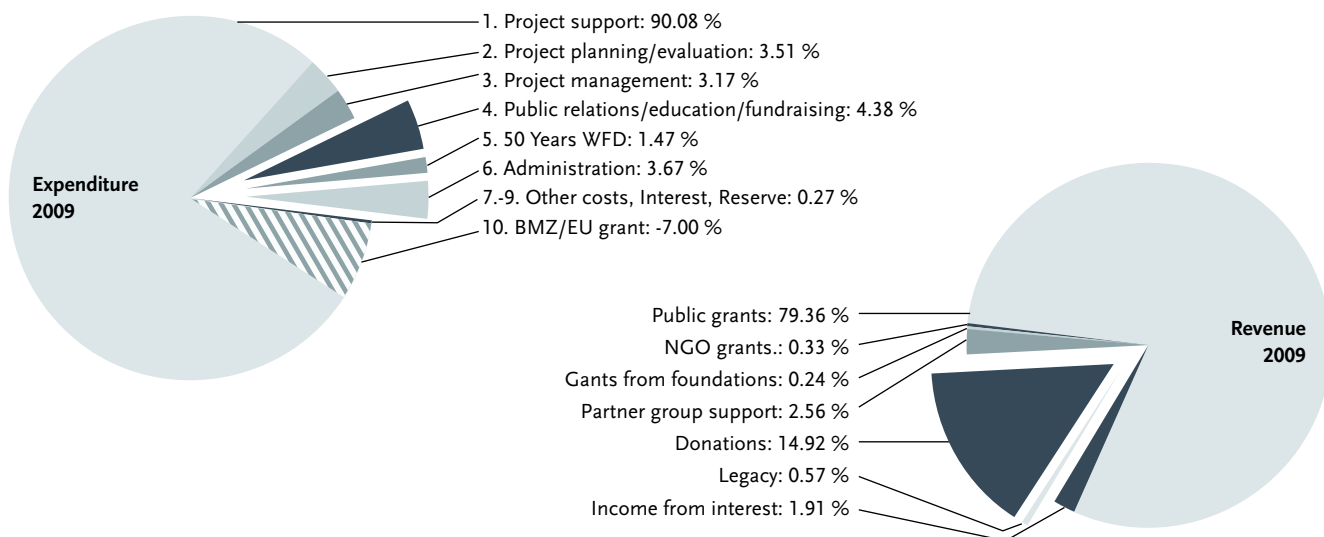 1. Project support: 90.08 %
2. Project planning/evaluation: 3.51 %
3. Project management: 3.17 %
4. Public relations/education/fundraising: 4.38 %
5. 50 Years WFD: 1.47 %
6. Administration: 3.67 %
7.-9. Other costs, Interest, Reserve: 0.27 %
10. BMZ/EU grant: -7.00 %
Expenditure
2009
Public grants: 79.36 %
NGO grants.: 0.33 %
Gants from foundations: 0.24 %
Partner group support: 2.56 %
Donations: 14.92 %
Legacy: 0.57 %
Income from interest: 1.91 %
Revenue
2009